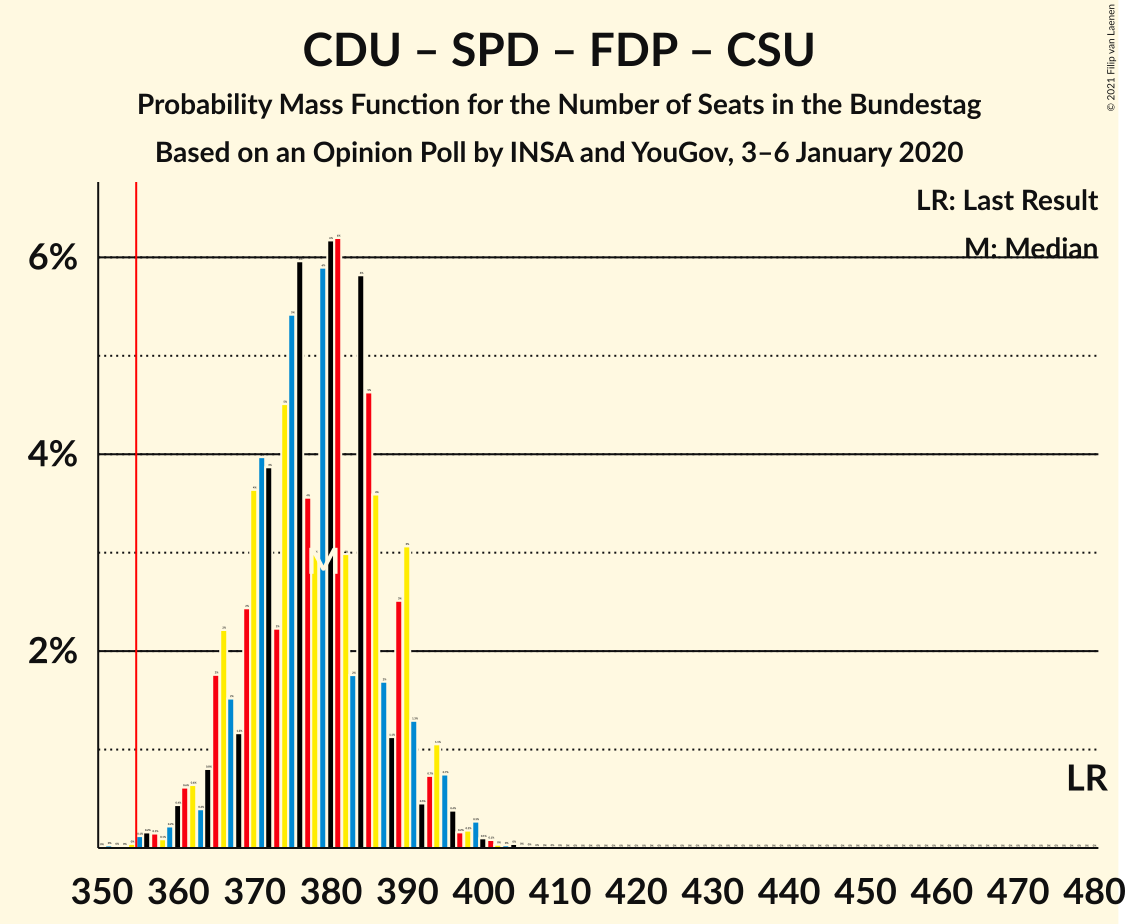 CDU – SPD – FDP – CSU
Probability Mass Function for the Number of Seats in the Bundestag
Based on an Opinion Poll by INSA and YouGov, 3–6 January 2020
© 2021 Filip van Laenen
LR: Last Result
M: Median
6%
4%
2%
M
LR
350 360 370 380 390 400 410 420 430 440 450 460 470 480